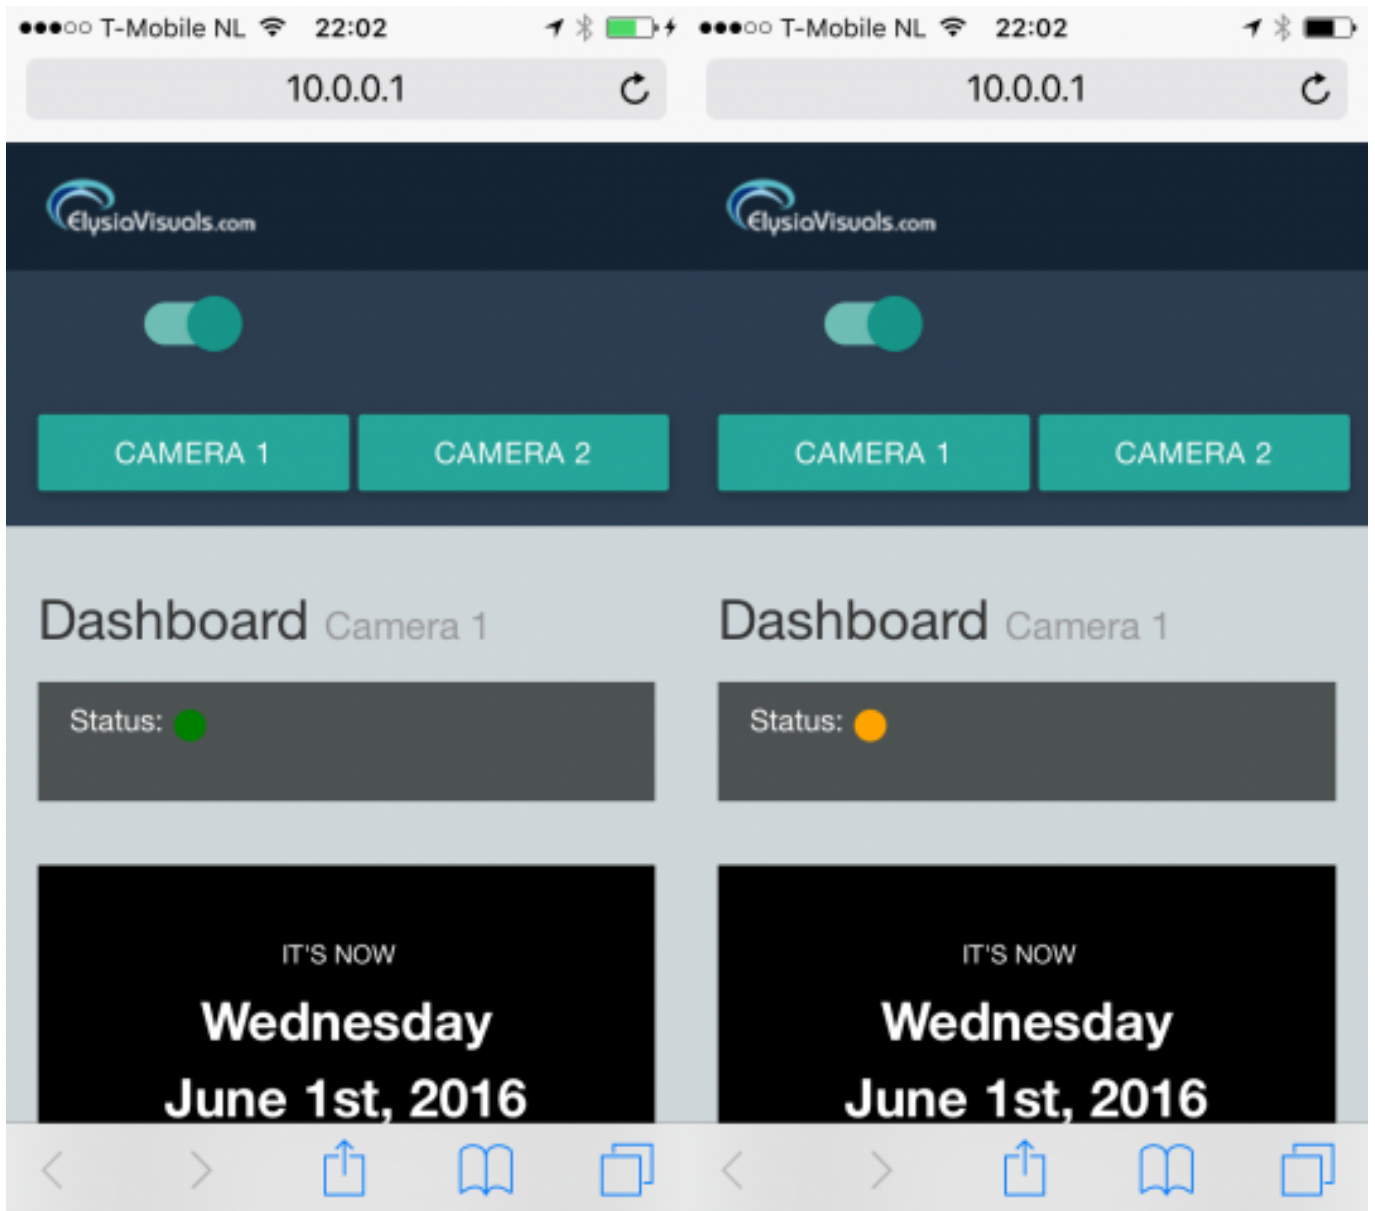 T-Mobile NL 22:02
10.0.0.1
ElysiaVisuals.com
CAMERA 1 CAMERA 2
Dashboard Camera 1
Status:
IT'S NOW
Wednesday
June 1st, 2016
T-Mobile NL 22:02
10.0.0.1
ElysiaVisuals.com
CAMERA 1 CAMERA 2
Dashboard Camera 1
Status:
IT'S NOW
Wednesday
June 1st, 2016